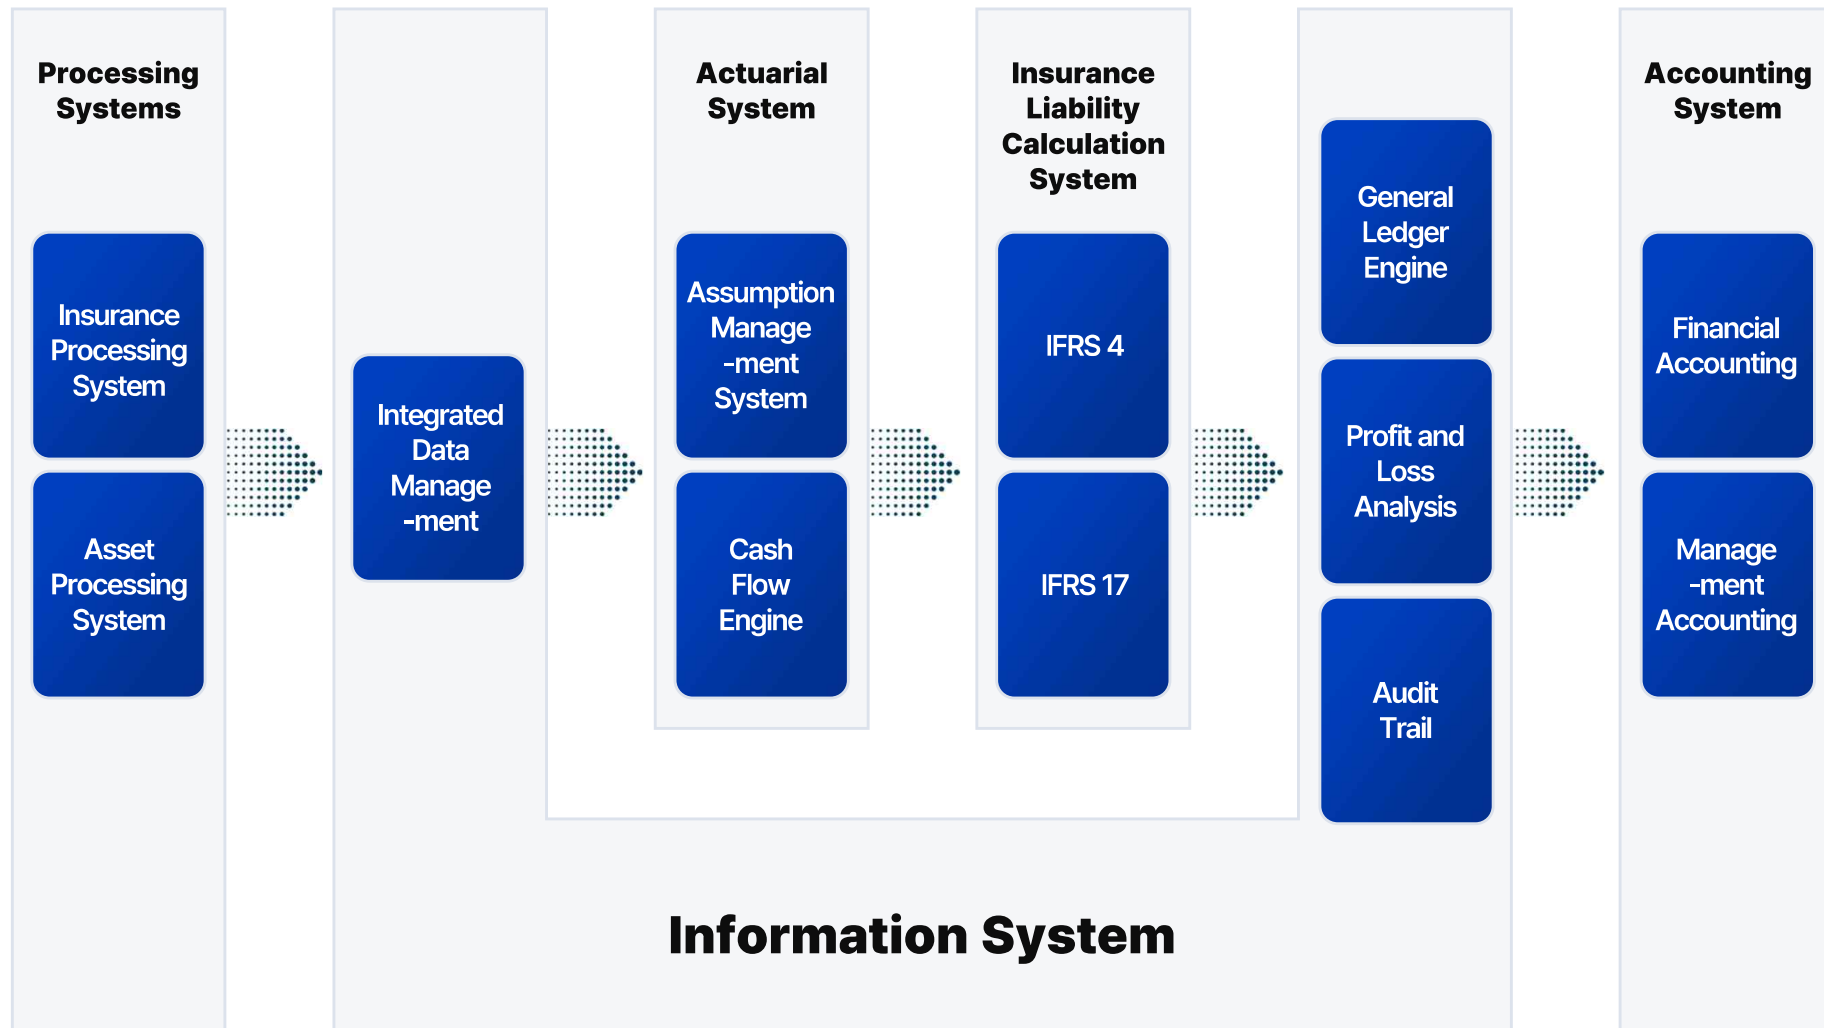 Processing
Systems
Insurance
Processing
System
Asset
Processing
System
Integrated
Data
Manage
-ment
Actuarial
System
Assumption
Manage
-ment
System
Cash
Flow
Engine
Insurance
Liability
Calculation
System
IFRS 4
IFRS 17
General
Ledger
Engine
Profit and
Loss
Analysis
Audit
Trail
Accounting
System
Financial
Accounting
Manage
-ment
Accounting
Information System